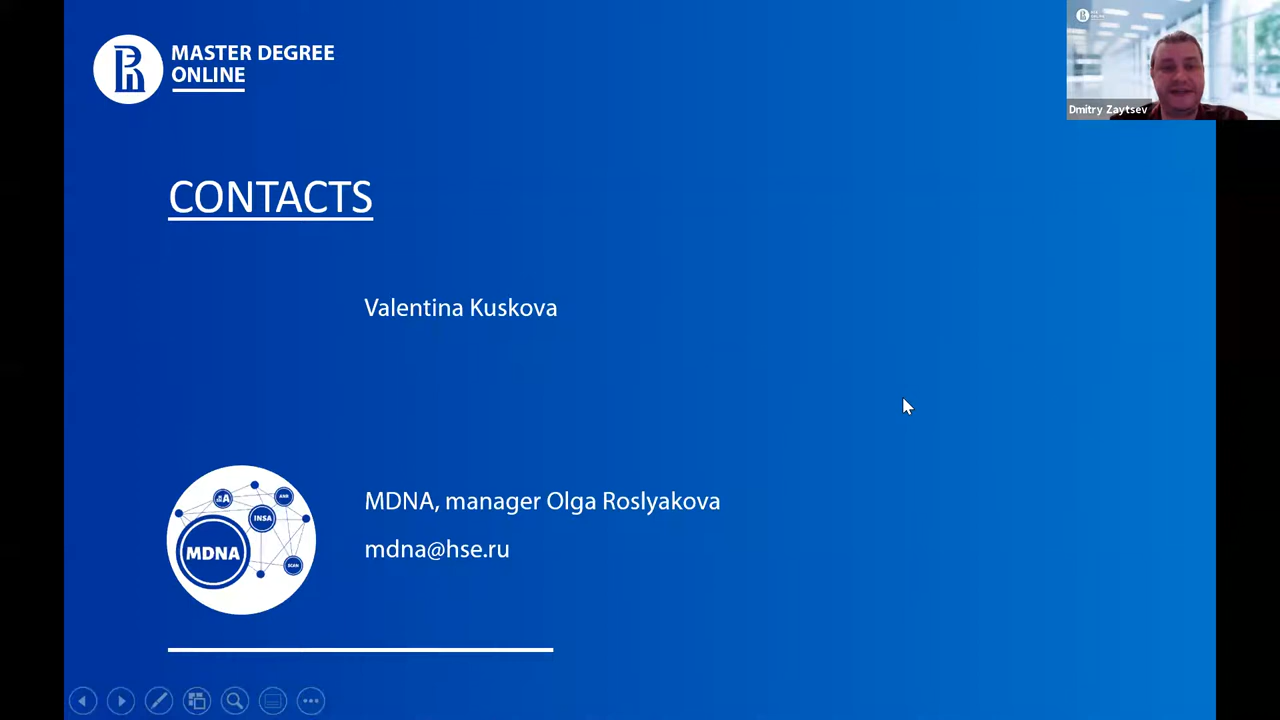 MASTER DEGREE
ONLINE
Dmitry Zaytsev
CONTACTS
Valentina Kuskova
INSA
MDNA
MDNA, manager Olga Roslyakova
mdna@hse.ru